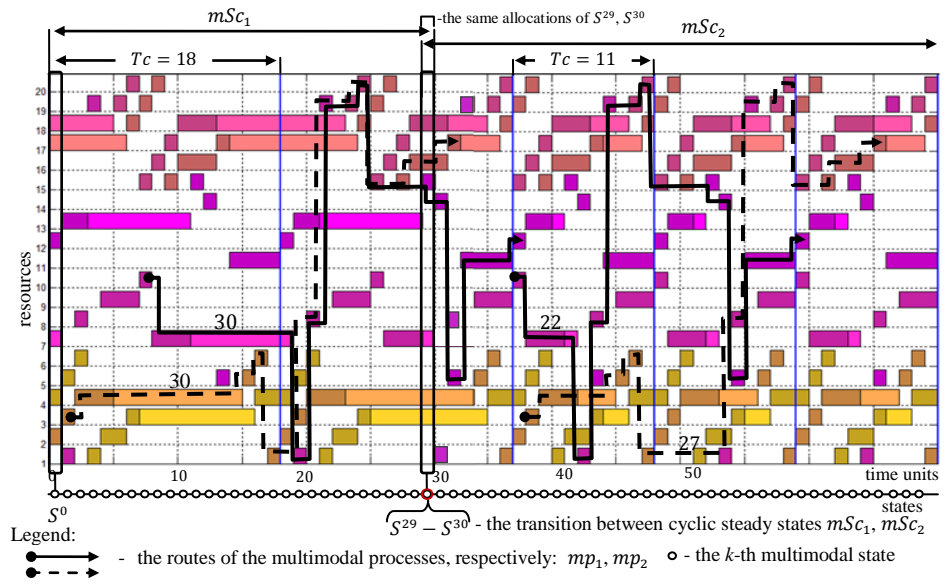 mSc₁
-the same allocations of S²⁹, S³⁰
mSc₂
Tc = 18
Tc = 11
resources
20
19
18
17
16
15
14
13
12
11
10
9
8
7
6
5
4
3
2
1
30
30
22
27
10 20 30 40 50 time units
states
S⁰
S²⁹ − S³⁰ - the transition between cyclic steady states mSc₁, mSc₂
Legend:
- the routes of the multimodal processes, respectively: mp₁, mp₂ - the k-th multimodal state